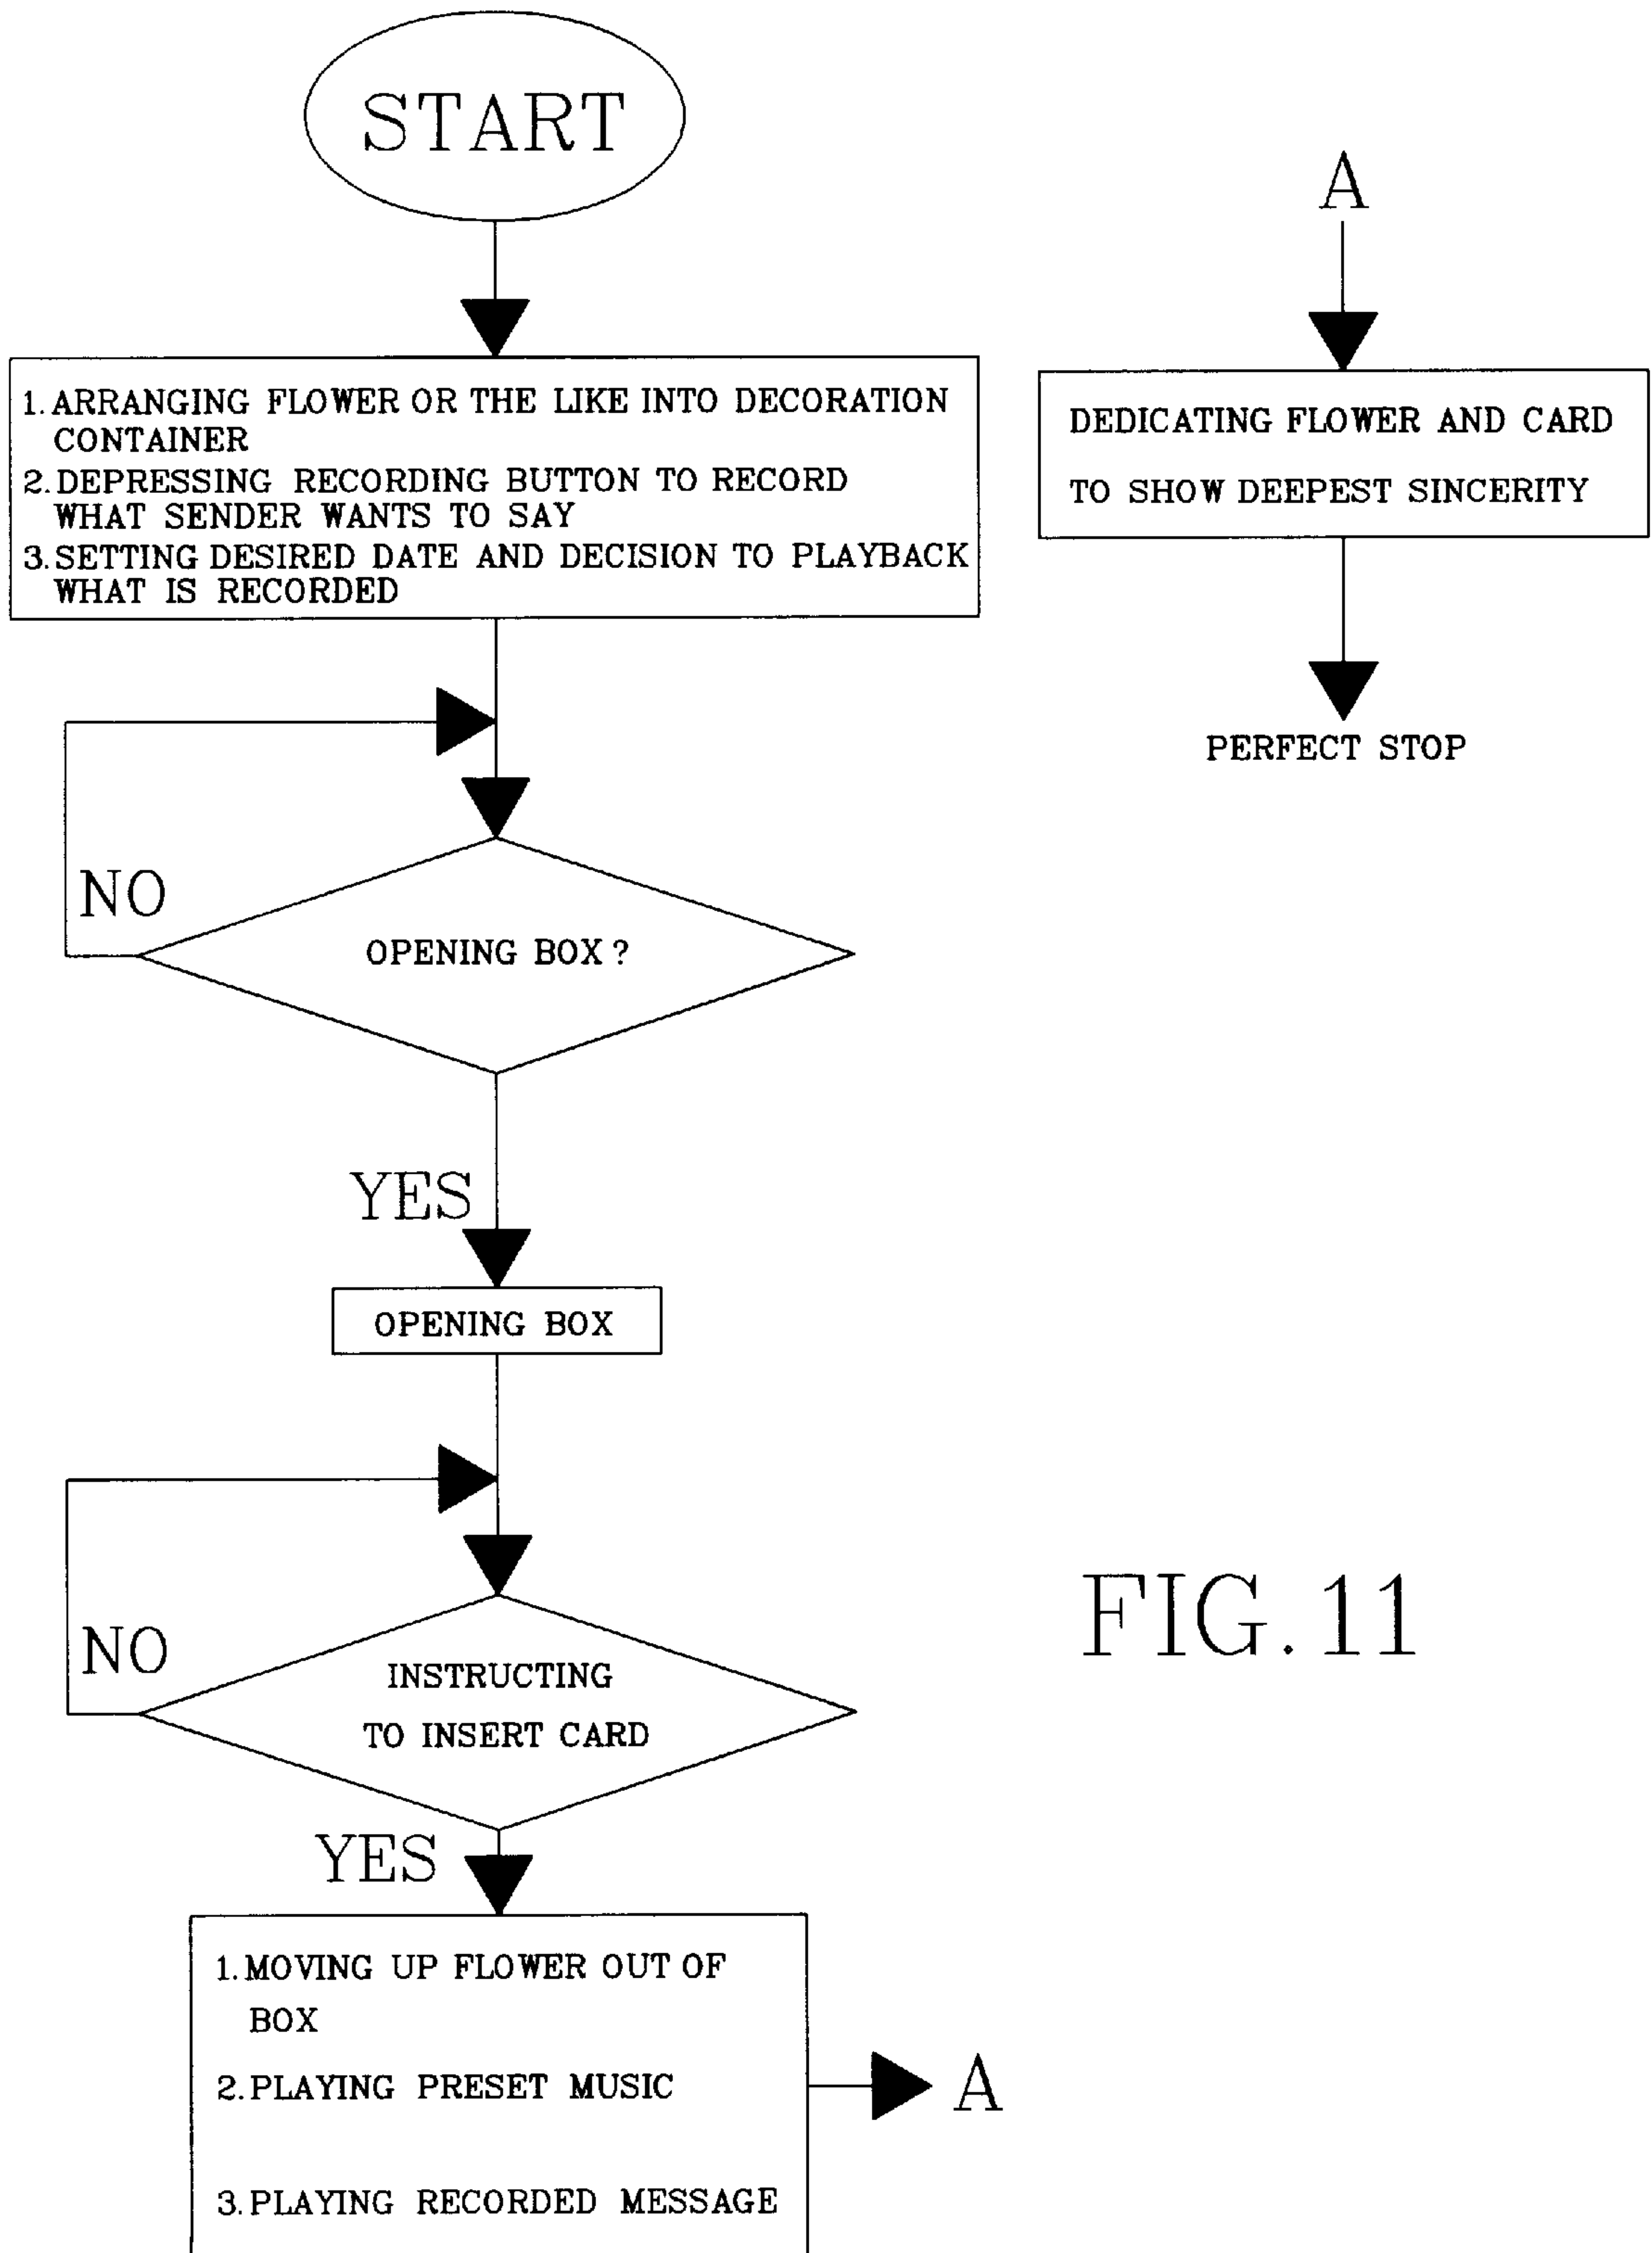 START
1. ARRANGING FLOWER OR THE LIKE INTO DECORATION
CONTAINER
2. DEPRESSING RECORDING BUTTON TO RECORD
WHAT SENDER WANTS TO SAY
3. SETTING DESIRED DATE AND DECISION TO PLAYBACK
WHAT IS RECORDED
NO
OPENING BOX?
YES
OPENING BOX
NO
INSTRUCTING
TO INSERT CARD
YES
1. MOVING UP FLOWER OUT OF
BOX
2. PLAYING PRESET MUSIC
3. PLAYING RECORDED MESSAGE
A
A
DEDICATING FLOWER AND CARD
TO SHOW DEEPEST SINCERITY
PERFECT STOP
FIG. 11